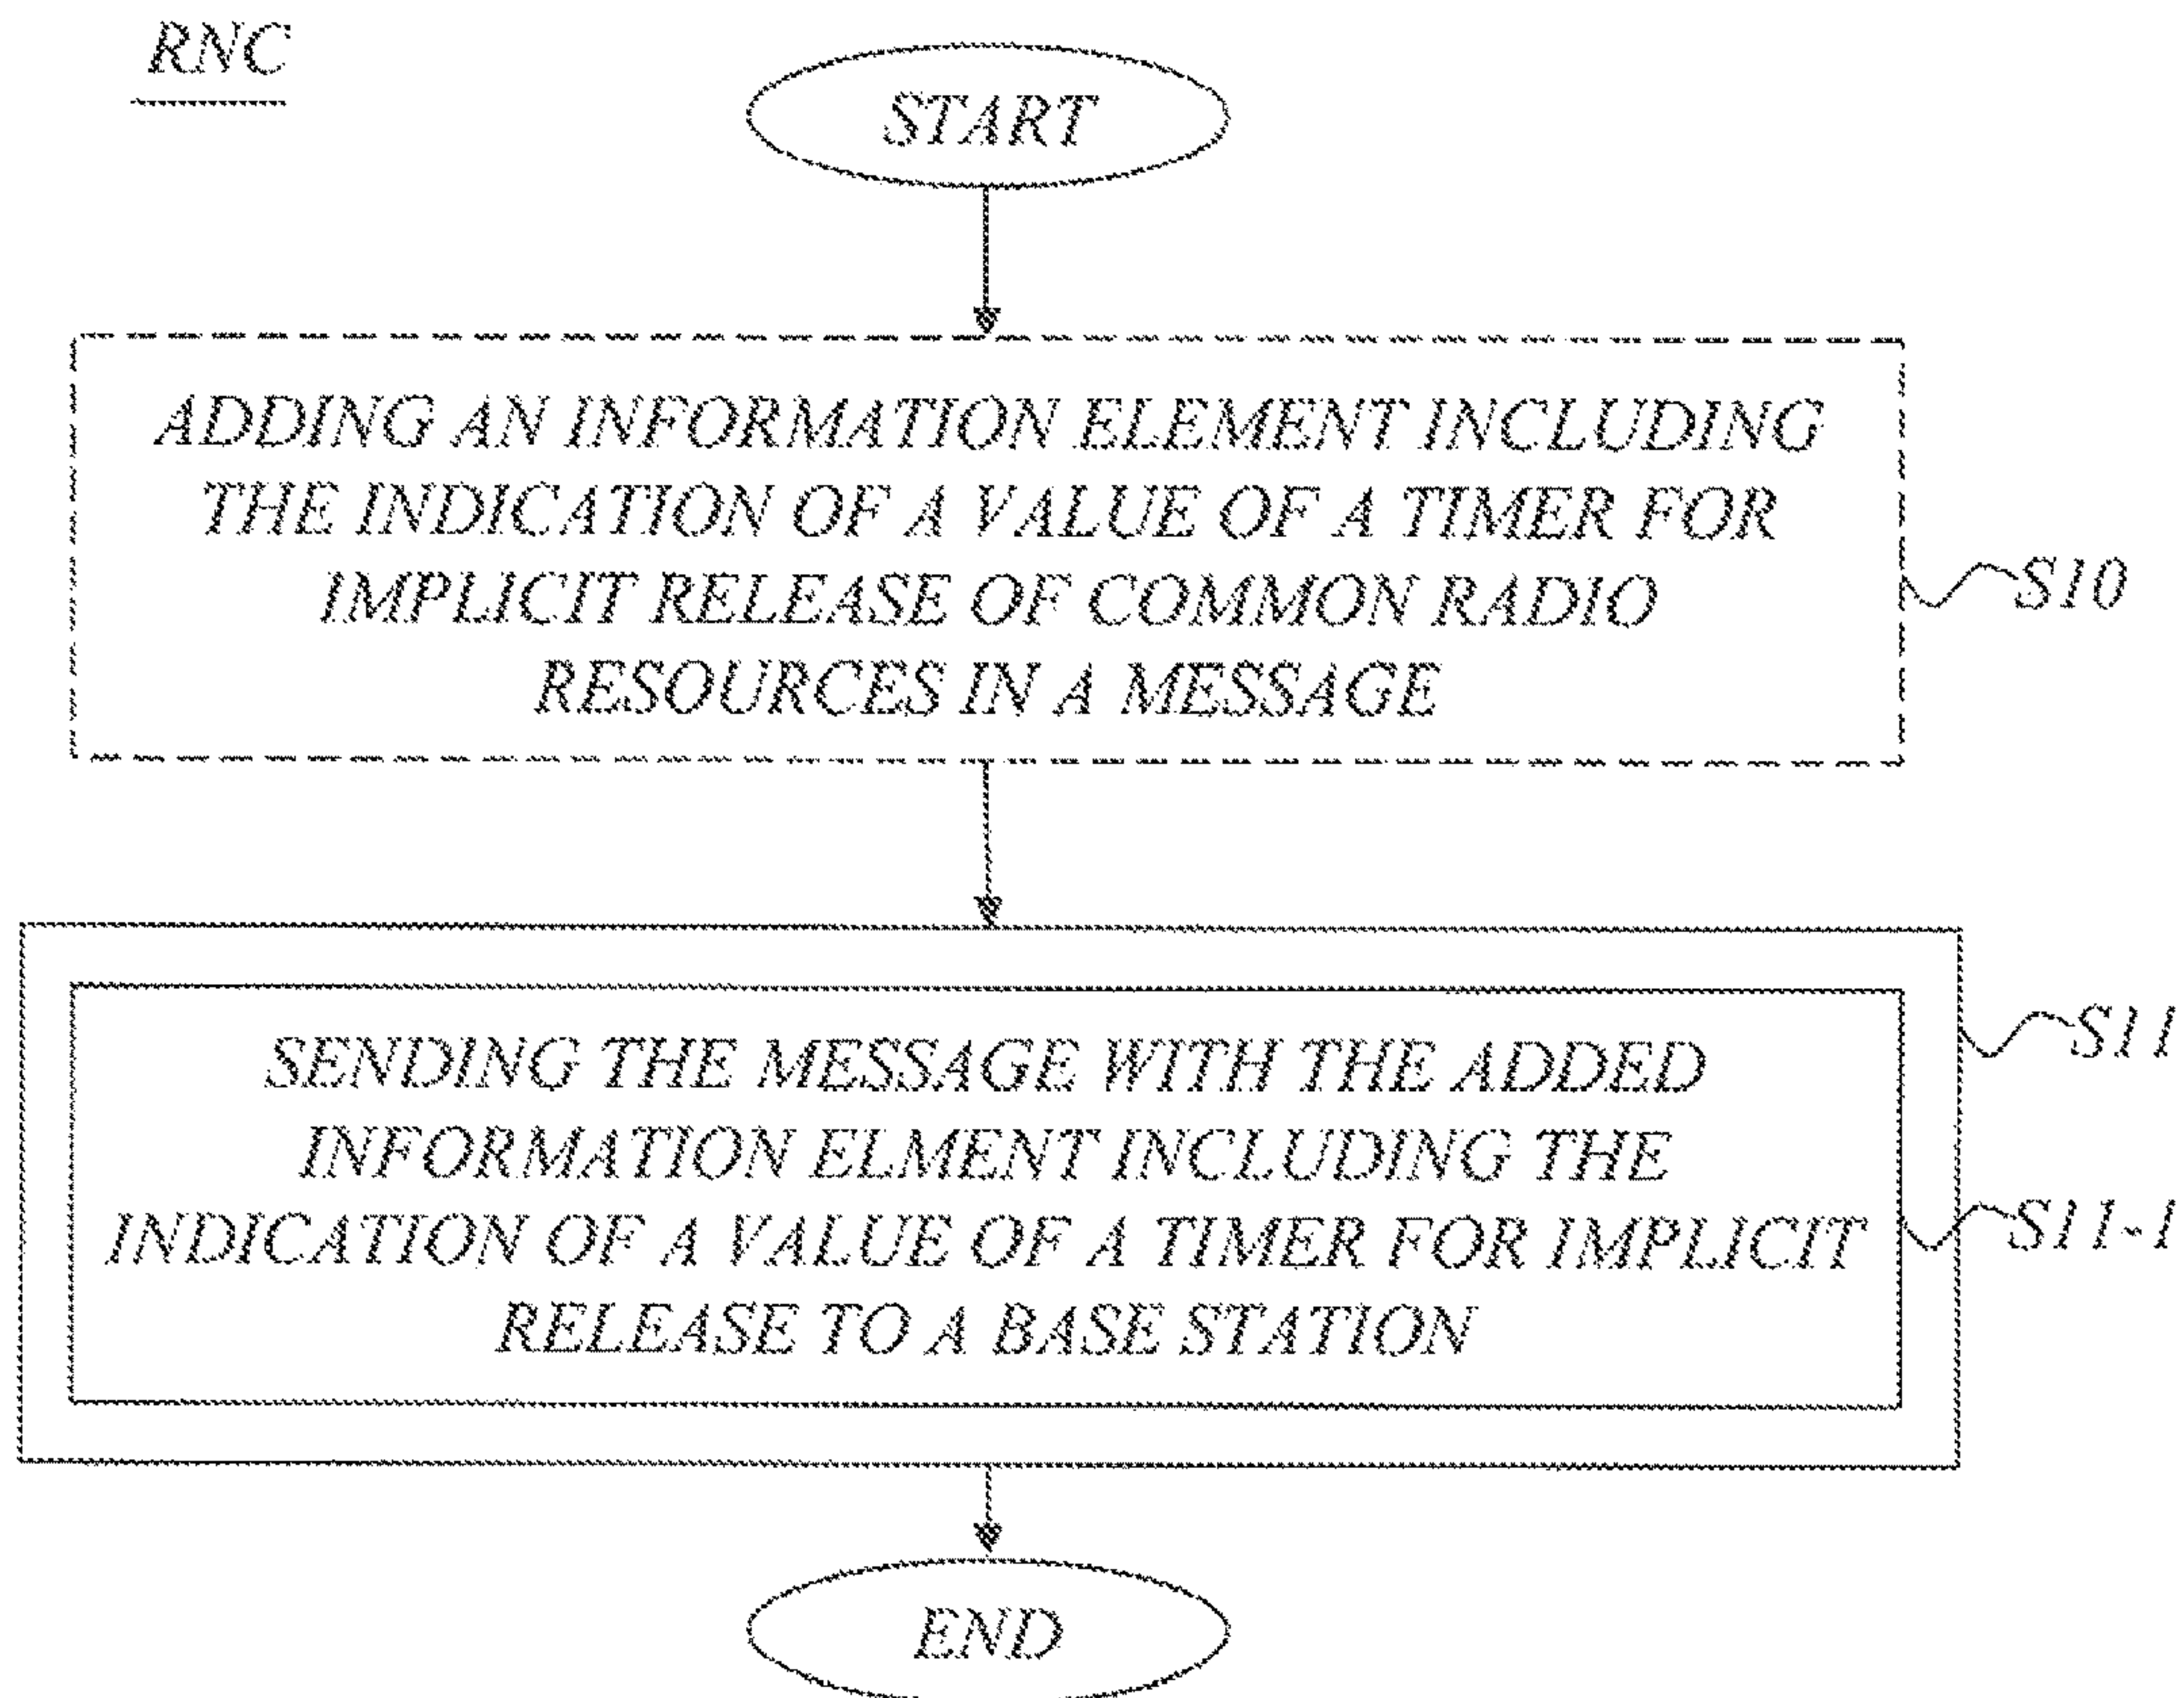 RNC
START
ADDING AN INFORMATION ELEMENT INCLUDING
THE INDICATION OF A VALUE OF A TIMER FOR
IMPLICIT RELEASE OF COMMON RADIO
RESOURCES IN A MESSAGE
S10
SENDING THE MESSAGE WITH THE ADDED
INFORMATION ELMENT INCLUDING THE
INDICATION OF A VALUE OF A TIMER FOR IMPLICIT
RELEASE TO A BASE STATION
S11
S11-1
END